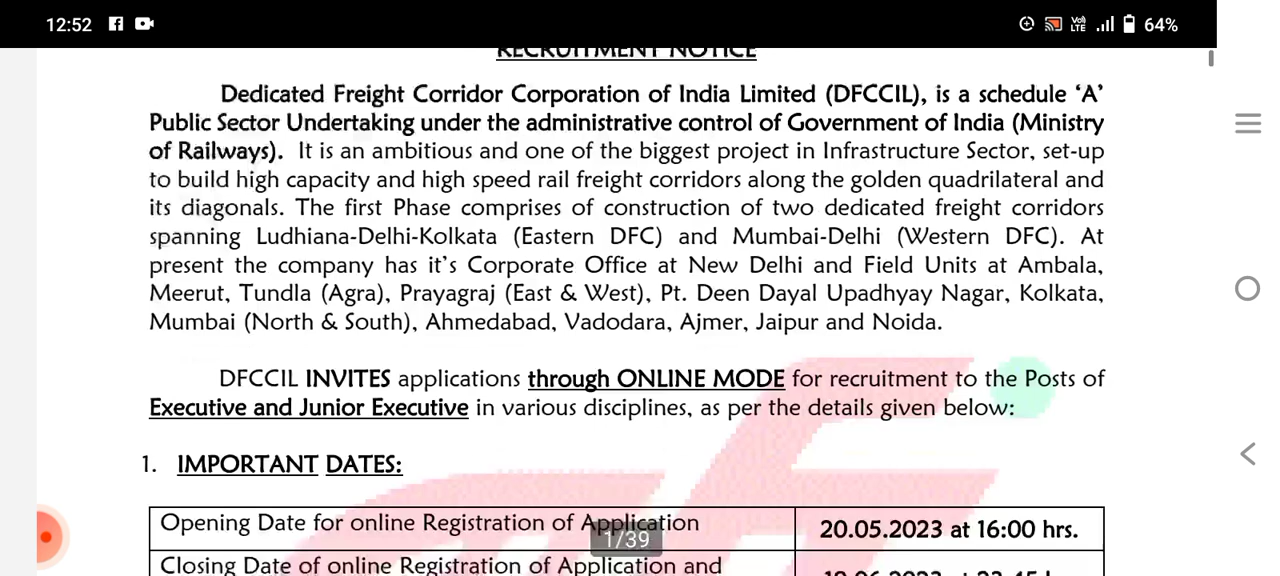 12:52
Vo) LTE
64%
RECRUITMENT NOTICE
Dedicated Freight Corridor Corporation of India Limited (DFCCIL), is a schedule ‘A’
Public Sector Undertaking under the administrative control of Government of India (Ministry
of Railways). It is an ambitious and one of the biggest project in Infrastructure Sector, set-up
to build high capacity and high speed rail freight corridors along the golden quadrilateral and
its diagonals. The first Phase comprises of construction of two dedicated freight corridors
spanning Ludhiana-Delhi-Kolkata (Eastern DFC) and Mumbai-Delhi (Western DFC). At
present the company has it’s Corporate Office at New Delhi and Field Units at Ambala,
Meerut, Tundla (Agra), Prayagraj (East & West), Pt. Deen Dayal Upadhyay Nagar, Kolkata,
Mumbai (North & South), Ahmedabad, Vadodara, Ajmer, Jaipur and Noida.
DFCCIL INVITES applications through ONLINE MODE for recruitment to the Posts of
Executive and Junior Executive in various disciplines, as per the details given below:
1. IMPORTANT DATES:
Opening Date for online Registration of Application
20.05.2023 at 16:00 hrs.
1/39
Closing Date of online Registration of Application and